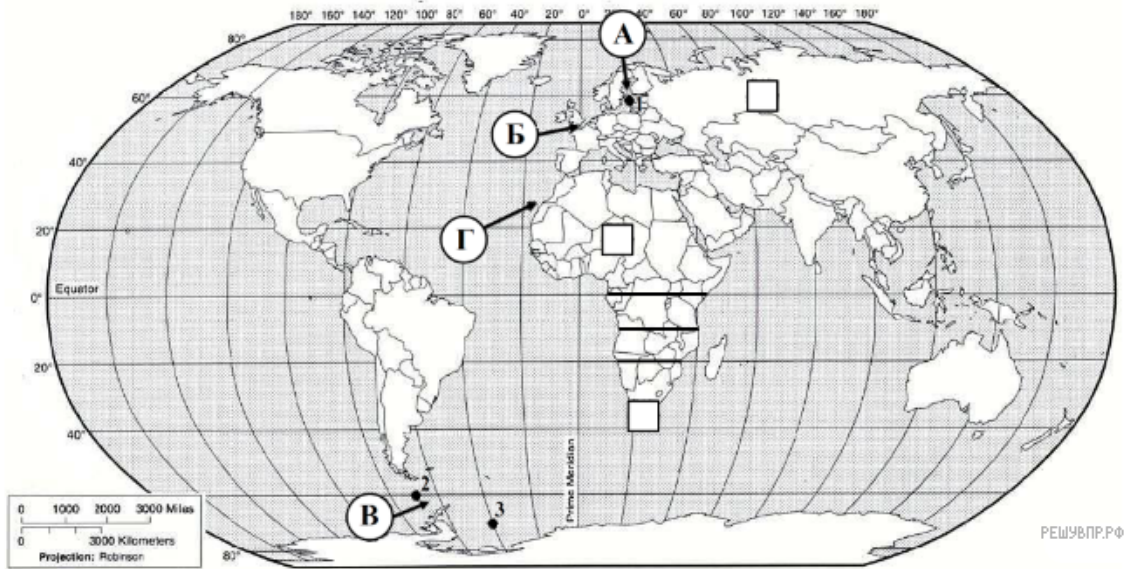 180° 160° 140° 120° 100° 80° 60° 40° 20° 0° 20° 40° 60° 80° 100° 120° 140° 160° 180°
А
80°
1
60°
Б
40°
Г
20°
Equator
0°
20°
40°
Prime Meridian
2
3
В
0 1000 2000 3000 Miles
0 3000 Kilometers
Projection: Robinson
80°
РЕШУВПР.РФ